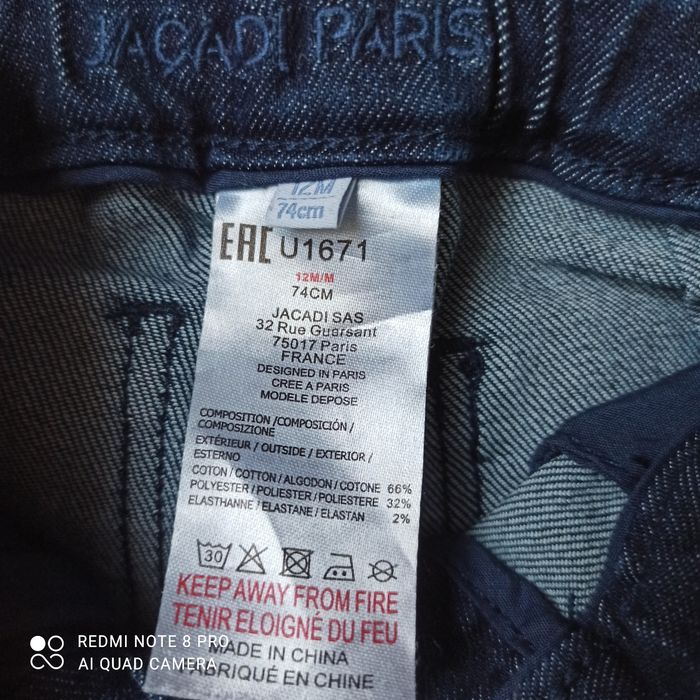 JACADI PARIS
12M
74cm
EAC U1671
12M/M
74CM
JACADI SAS
32 Rue Guersant
75017 Paris
FRANCE
DESIGNED IN PARIS
CREE A PARIS
MODELE DEPOSE
COMPOSITION / COMPOSICIÓN /
COMPOSIZIONE
EXTÉRIEUR / OUTSIDE / EXTERIOR /
ESTERNO
COTON / COTTON / ALGODON / COTONE 66%
POLYESTER / POLIESTER / POLIESTERE 32%
ELASTHANNE / ELASTANE / ELASTAN 2%
30
KEEP AWAY FROM FIRE
TENIR ELOIGNÉ DU FEU
MADE IN CHINA
FABRIQUÉ EN CHINE
REDMI NOTE 8 PRO
AI QUAD CAMERA